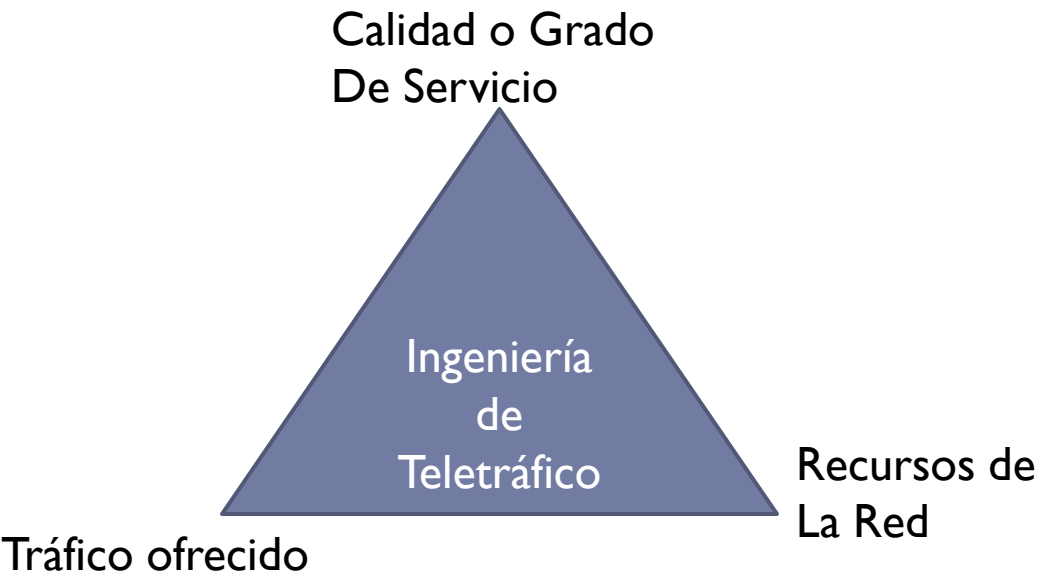 Calidad o Grado
De Servicio
Ingeniería
de
Teletráfico
Recursos de
La Red
Tráfico ofrecido